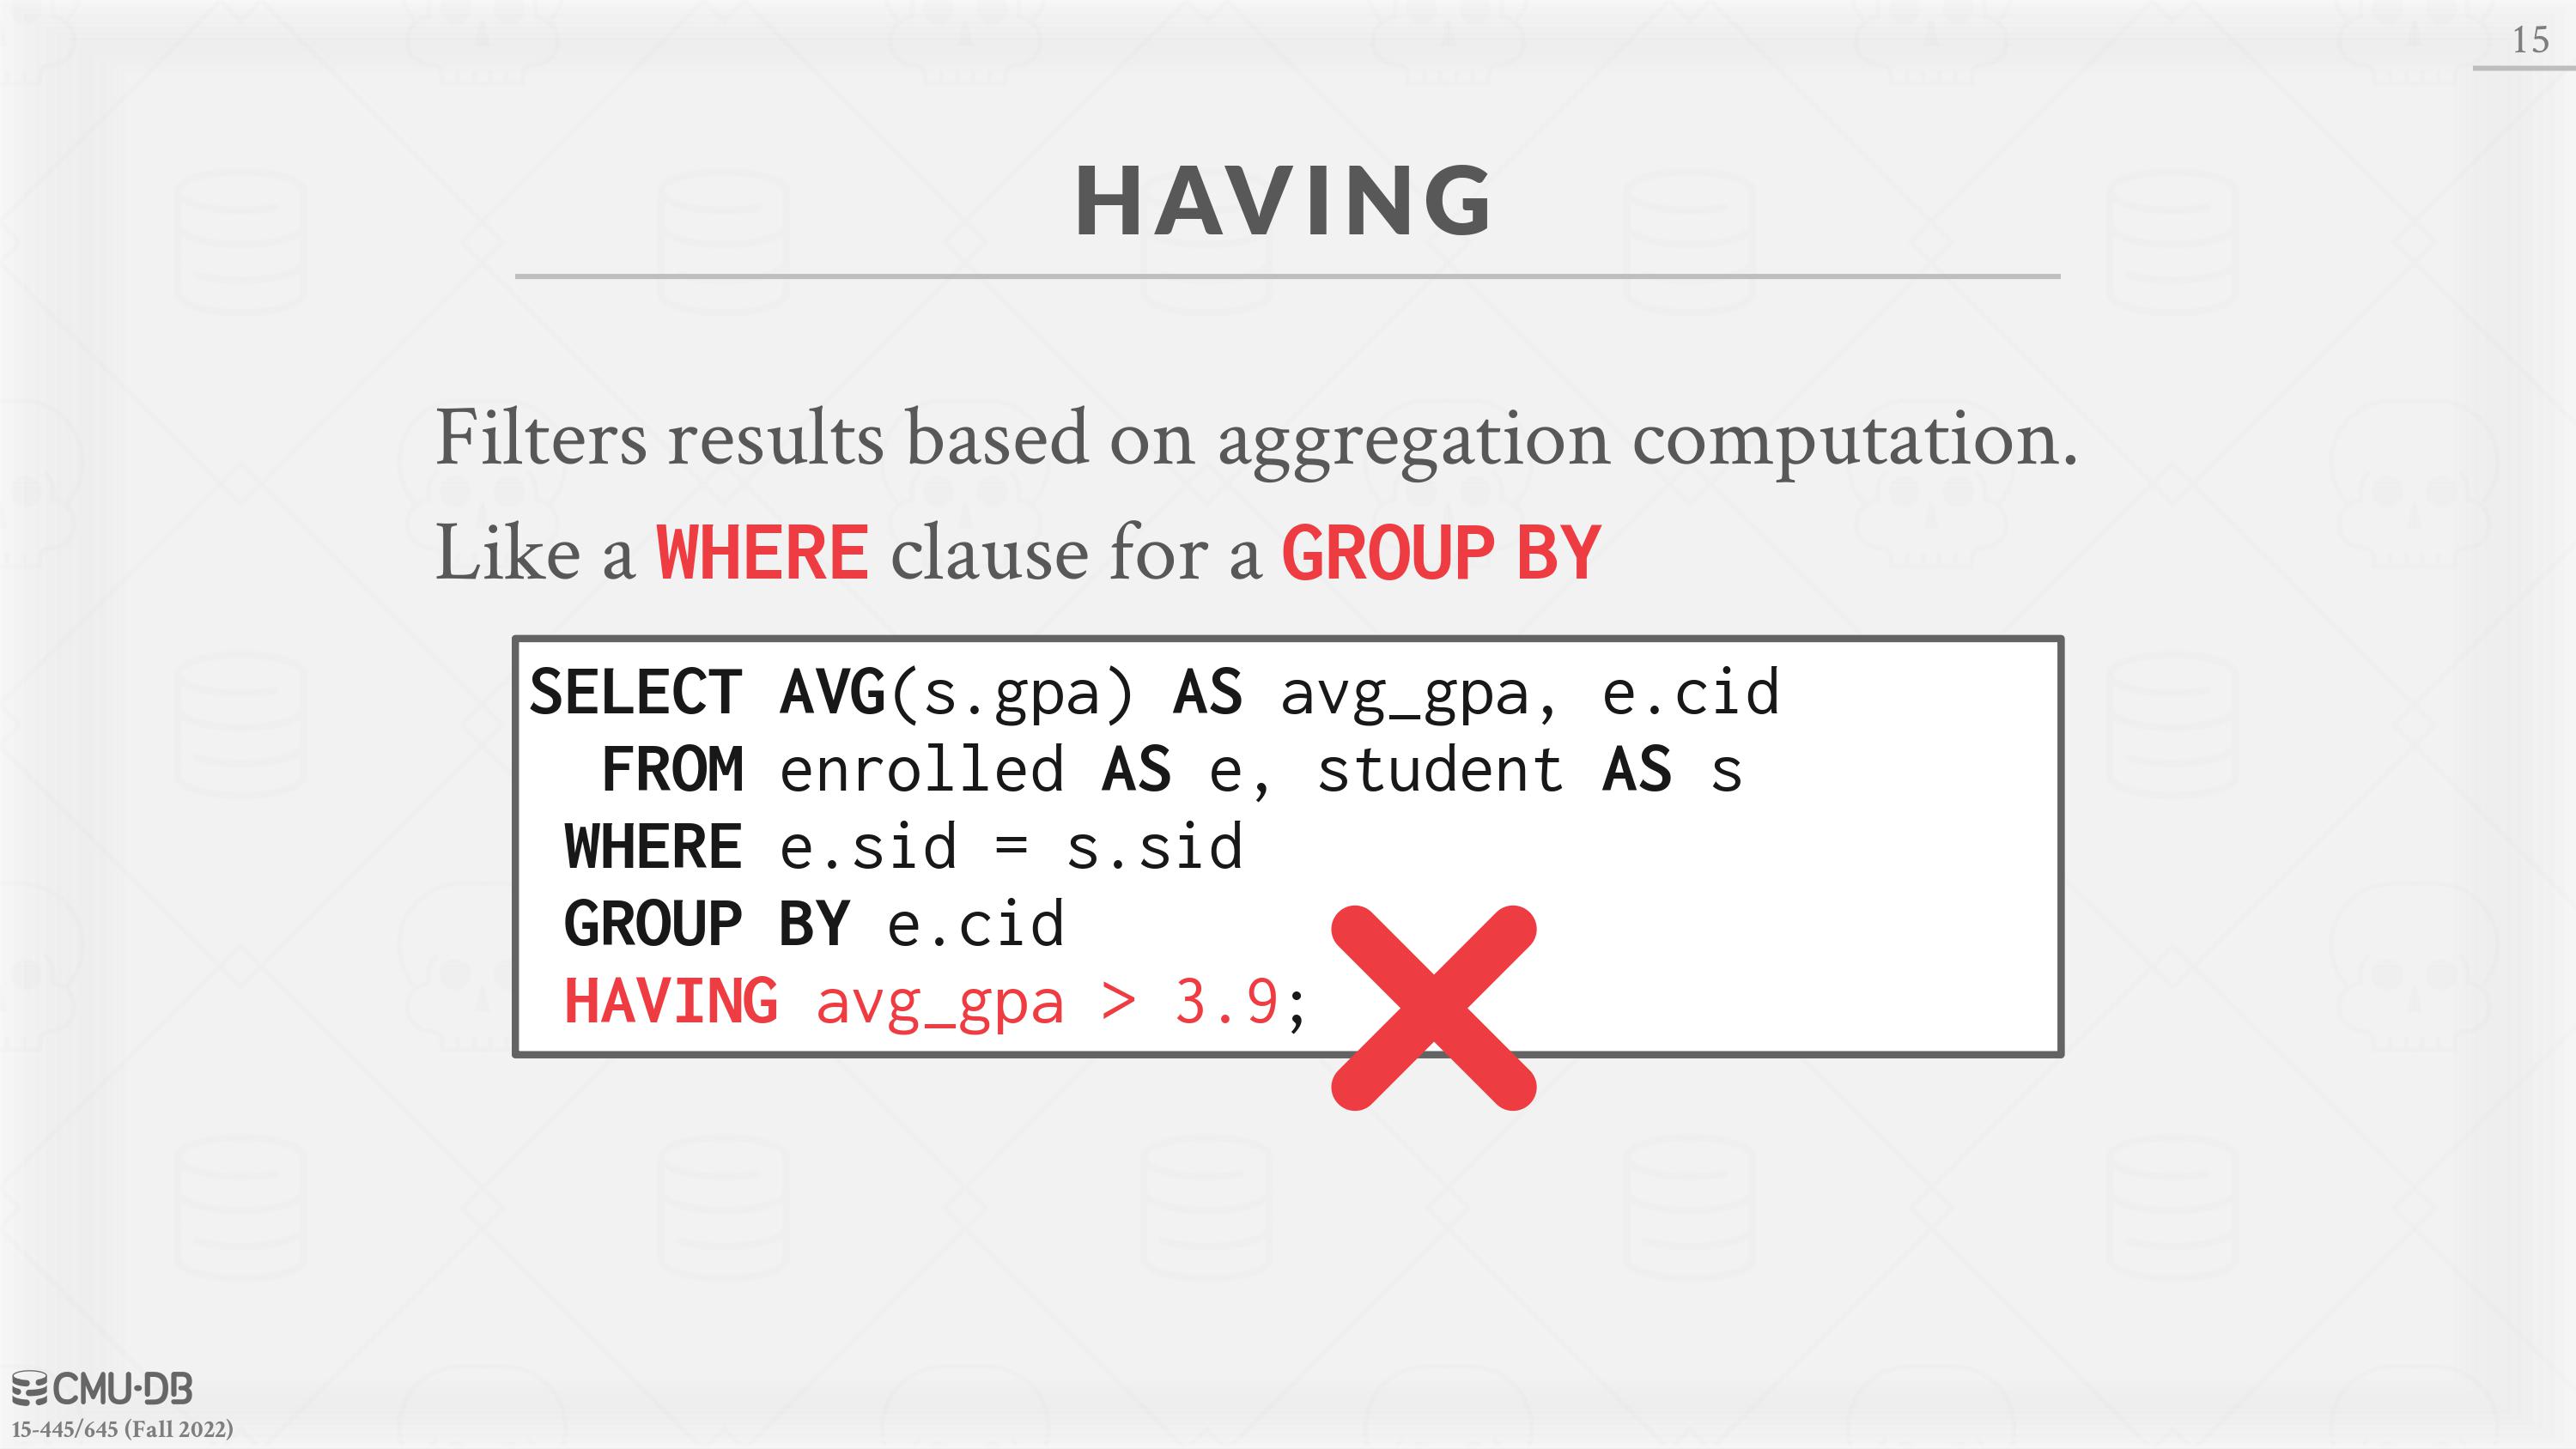 15
HAVING
Filters results based on aggregation computation.
Like a WHERE clause for a GROUP BY
SELECT AVG(s.gpa) AS avg_gpa, e.cid
FROM enrolled AS e, student AS s
WHERE e.sid = s.sid
GROUP BY e.cid
HAVING avg_gpa > 3.9;
CMU·DB
15-445/645 (Fall 2022)